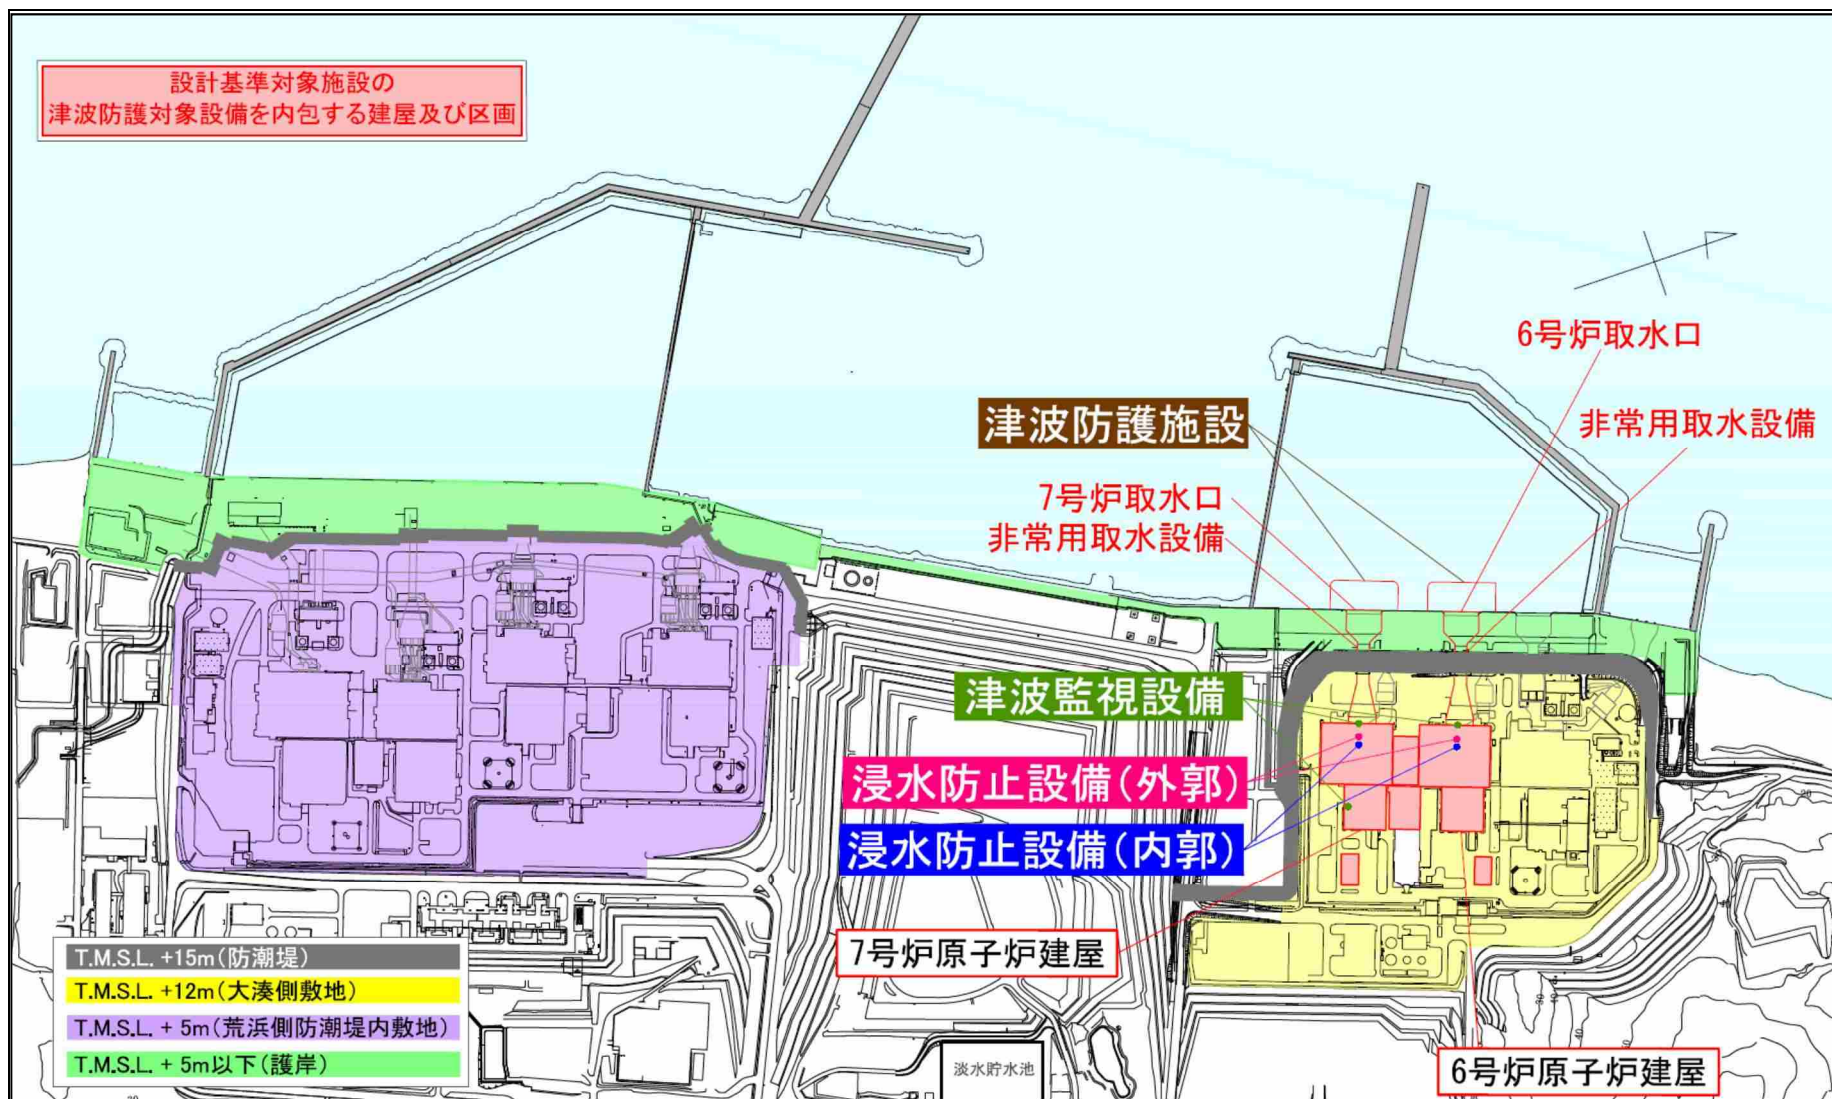 設計基準対象施設の
津波防護対象設備を内包する建屋及び区画
6号炉取水口
津波防護施設
非常用取水設備
7号炉取水口
非常用取水設備
津波監視設備
浸水防止設備(外郭)
浸水防止設備(内郭)
7号炉原子炉建屋
6号炉原子炉建屋
T.M.S.L. +15m(防潮堤)
T.M.S.L. +12m(大湊側敷地)
T.M.S.L. + 5m(荒浜側防潮堤内敷地)
T.M.S.L. + 5m以下(護岸)
淡水貯水池